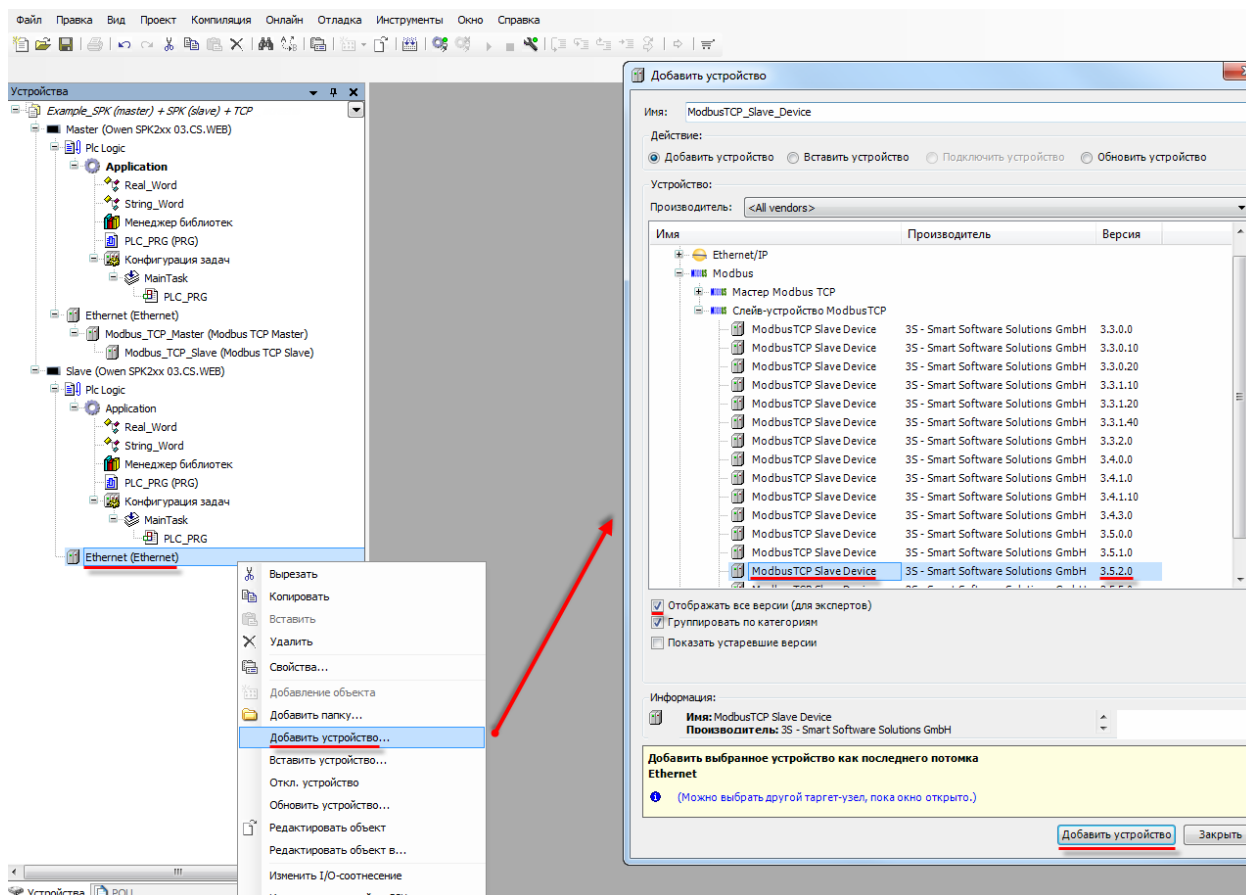 Файл Правка Вид Проект Компиляция Онлайн Отладка Инструменты Окно Справка
Устройства
Example_SPK (master) + SPK (slave) + TCP
Master (Owen SPK2xx 03.CS.WEB)
Plc Logic
Application
Real_Word
String_Word
Менеджер библиотек
PLC_PRG (PRG)
Конфигурация задач
MainTask
PLC_PRG
Ethernet (Ethernet)
Modbus_TCP_Master (Modbus TCP Master)
Modbus_TCP_Slave (Modbus TCP Slave)
Slave (Owen SPK2xx 03.CS.WEB)
Plc Logic
Application
Real_Word
String_Word
Менеджер библиотек
PLC_PRG (PRG)
Конфигурация задач
MainTask
PLC_PRG
Ethernet (Ethernet)
Вырезать
Копировать
Вставить
Удалить
Свойства...
Добавление объекта
Добавить папку...
Добавить устройство...
Вставить устройство...
Откл. устройство
Обновить устройство...
Редактировать объект
Редактировать объект в...
Изменить I/O-соотнесение
Устройства POU
Добавить устройство
Имя: ModbusTCP_Slave_Device
Действие:
Добавить устройство Вставить устройство Подключить устройство Обновить устройство
Устройство:
Производитель: <All vendors>
Имя Производитель Версия
Ethernet/IP
Modbus
Мастер Modbus TCP
Слейв-устройство ModbusTCP
ModbusTCP Slave Device 3S - Smart Software Solutions GmbH 3.3.0.0
ModbusTCP Slave Device 3S - Smart Software Solutions GmbH 3.3.0.10
ModbusTCP Slave Device 3S - Smart Software Solutions GmbH 3.3.0.20
ModbusTCP Slave Device 3S - Smart Software Solutions GmbH 3.3.1.10
ModbusTCP Slave Device 3S - Smart Software Solutions GmbH 3.3.1.20
ModbusTCP Slave Device 3S - Smart Software Solutions GmbH 3.3.1.40
ModbusTCP Slave Device 3S - Smart Software Solutions GmbH 3.3.2.0
ModbusTCP Slave Device 3S - Smart Software Solutions GmbH 3.4.0.0
ModbusTCP Slave Device 3S - Smart Software Solutions GmbH 3.4.1.0
ModbusTCP Slave Device 3S - Smart Software Solutions GmbH 3.4.1.10
ModbusTCP Slave Device 3S - Smart Software Solutions GmbH 3.4.3.0
ModbusTCP Slave Device 3S - Smart Software Solutions GmbH 3.5.0.0
ModbusTCP Slave Device 3S - Smart Software Solutions GmbH 3.5.1.0
ModbusTCP Slave Device 3S - Smart Software Solutions GmbH 3.5.2.0
Отображать все версии (для экспертов)
Группировать по категориям
Показать устаревшие версии
Информация:
Имя: ModbusTCP Slave Device
Производитель: 3S - Smart Software Solutions GmbH
Добавить выбранное устройство как последнего потомка
Ethernet
(Можно выбрать другой таргет-узел, пока окно открыто.)
Добавить устройство Закрыть